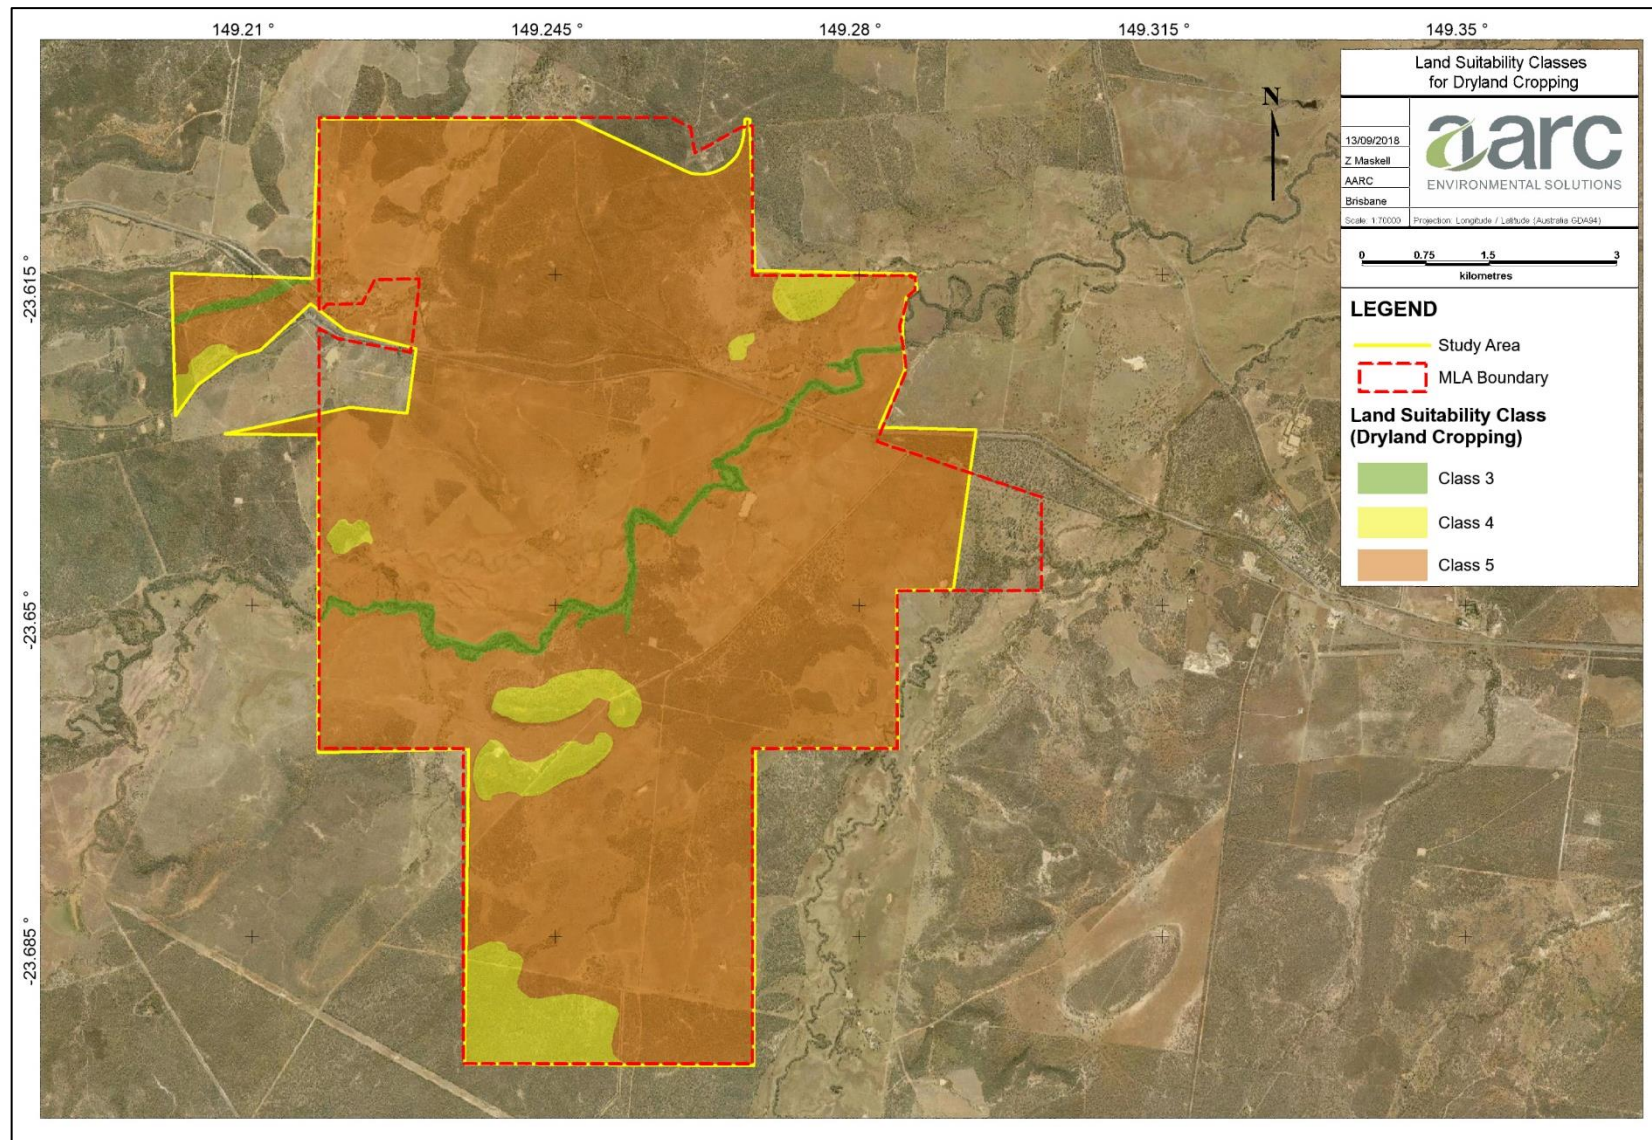 149.21 °
149.245 °
149.28 °
149.315 °
149.35 °
-23.615 °
-23.65 °
-23.685 °
N
Land Suitability Classes
for Dryland Cropping
13/09/2018
Z Maskell
AARC
Brisbane
aarc
ENVIRONMENTAL SOLUTIONS
Scale: 1:70000
Projection: Longitude / Latitude (Australia GDA94)
0 0.75 1.5 3
kilometres
LEGEND
Study Area
MLA Boundary
Land Suitability Class
(Dryland Cropping)
Class 3
Class 4
Class 5